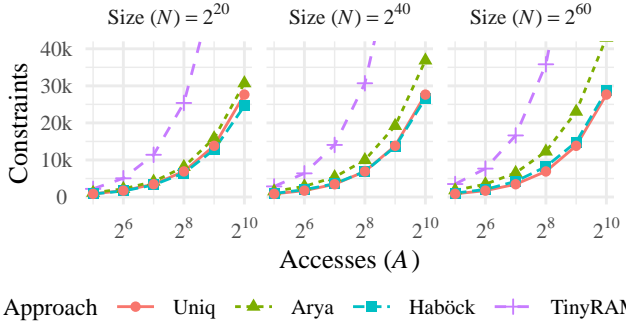 Size (N) = 2^20 Size (N) = 2^40 Size (N) = 2^60
40k
30k
20k
10k
0
Constraints
2^6 2^8 2^10 2^6 2^8 2^10 2^6 2^8 2^10
Accesses (A)
Approach Uniq Arya Haböck TinyRAM